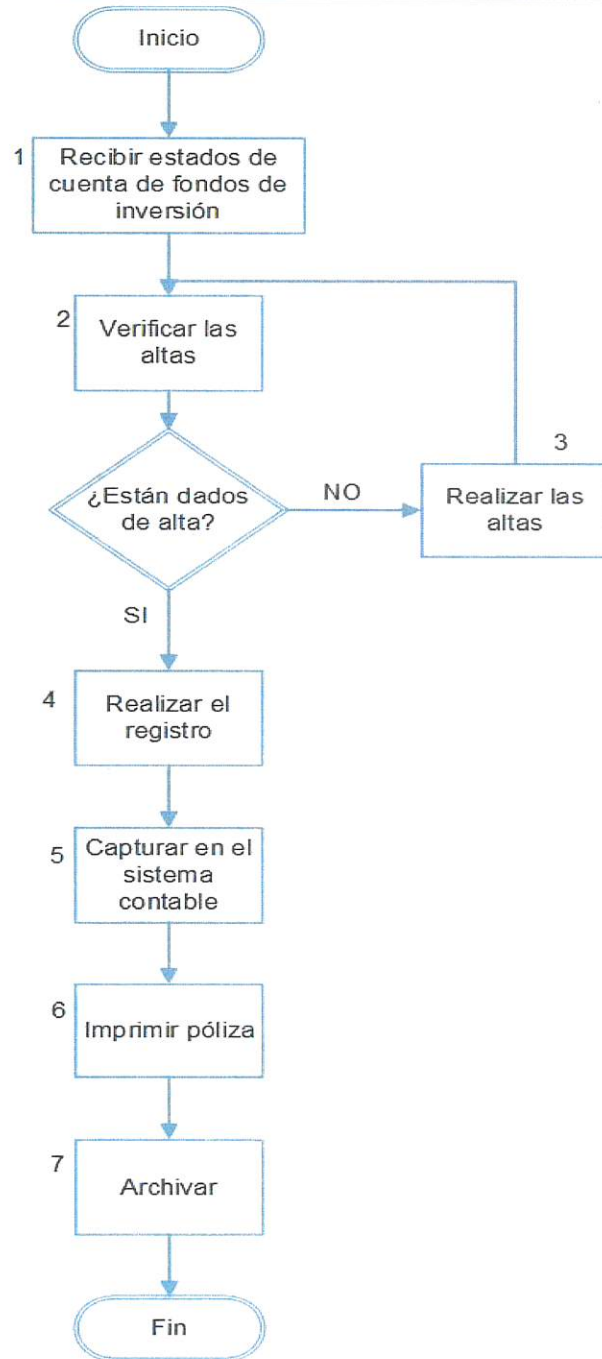 Inicio
1
Recibir estados de
cuenta de fondos de
inversión
2
Verificar las
altas
¿Están dados
de alta?
NO
3
Realizar las
altas
SI
4
Realizar el
registro
5
Capturar en el
sistema
contable
6
Imprimir póliza
7
Archivar
Fin